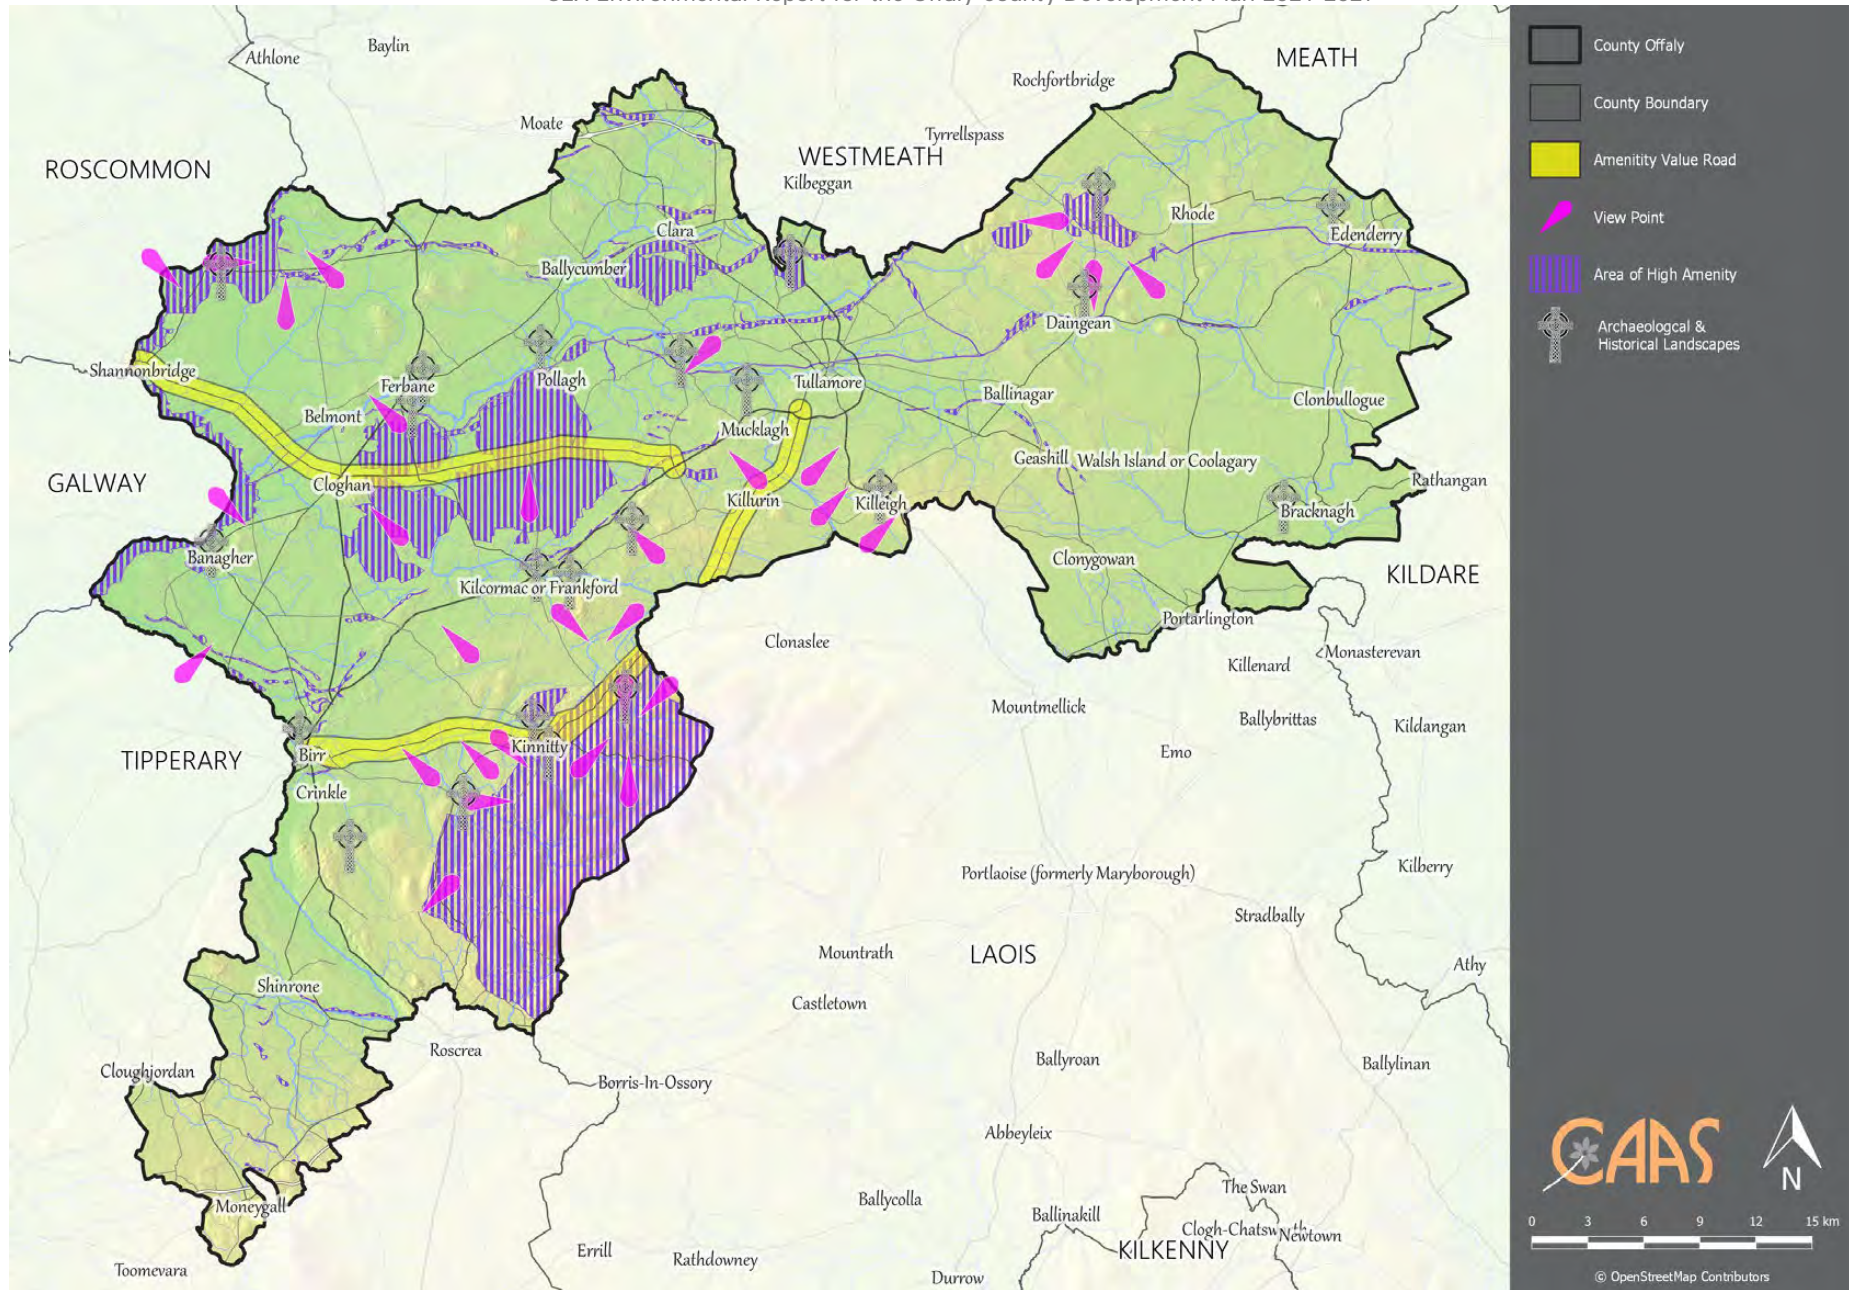 MEATH
Baylin
Athlone
Rochfortbridge
Moate
Tyrrellspass
WESTMEATH
ROSCOMMON
Kilbeggan
Rhode
Clara
Edenderry
Ballycumber
Daingean
Shannonbridge
Pollagh
Tullamore
Ferbane
Ballinagar
Clonbullogue
Belmont
Mucklagh
Geashill
Walsh Island or Coolagary
GALWAY
Cloghan
Rathangan
Killurin
Killeigh
Bracknagh
Banagher
Clonygowan
KILDARE
Kilcormac or Frankford
Portarlington
Clonaslee
Monasterevan
Killenard
Mountmellick
Ballybrittas
Kildangan
Kinnitty
TIPPERARY
Birr
Emo
Crinkle
Kilberry
Portlaoise (formerly Maryborough)
Stradbally
Mountrath
LAOIS
Athy
Shinrone
Castletown
Roscrea
Ballyroan
Ballylinan
Cloughjordan
Borris-In-Ossory
Abbeyleix
The Swan
Ballycolla
Moneygall
Ballinakill
Newtown
KILKENNY
Errill
Rathdowney
Toomevara
Durrow
County Offaly
County Boundary
Amenitity Value Road
View Point
Area of High Amenity
Archaeologcal &
Historical Landscapes
CAAS
N
0 3 6 9 12 15 km
© OpenStreetMap Contributors